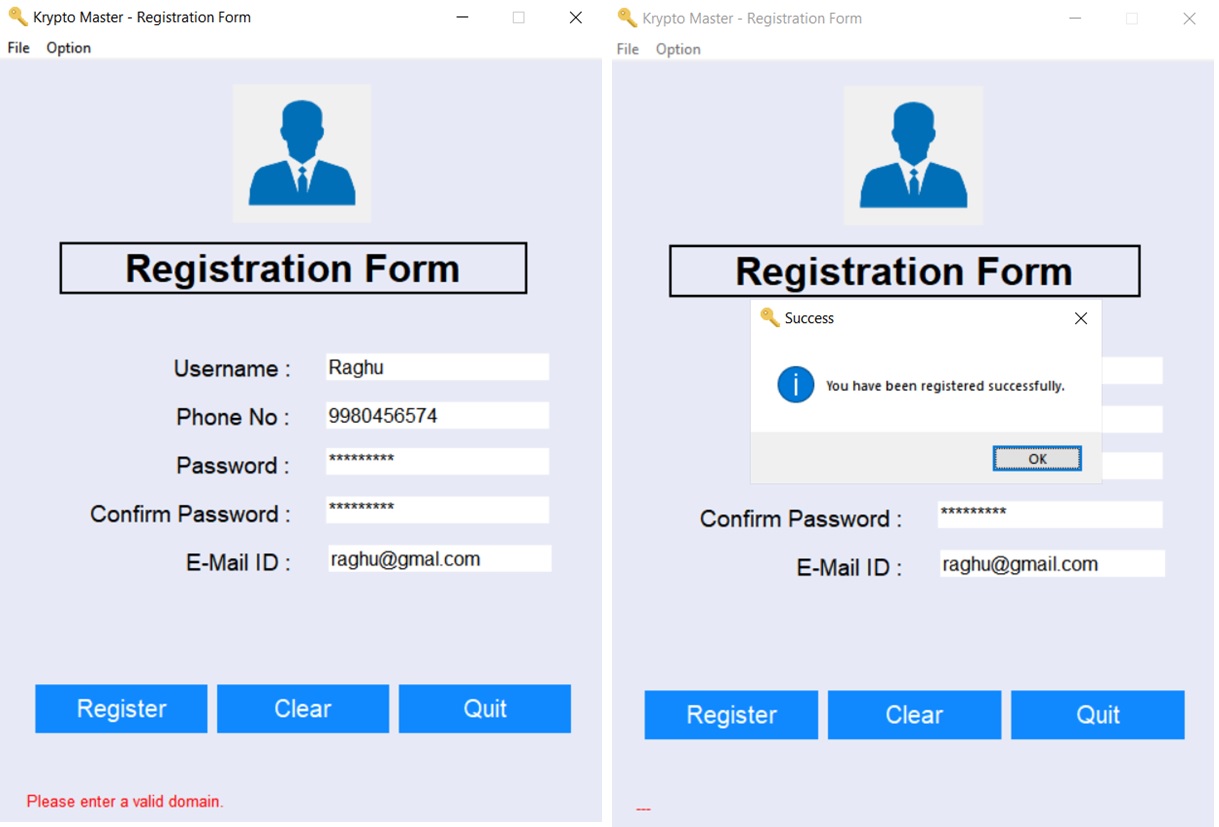 Krypto Master - Registration Form
File Option
Registration Form
Username : Raghu
Phone No : 9980456574
Password : *********
Confirm Password : *********
E-Mail ID : raghu@gmal.com
Register Clear Quit
Please enter a valid domain.
Krypto Master - Registration Form
File Option
Registration Form
Success
You have been registered successfully.
OK
Confirm Password : *********
E-Mail ID : raghu@gmail.com
Register Clear Quit
---